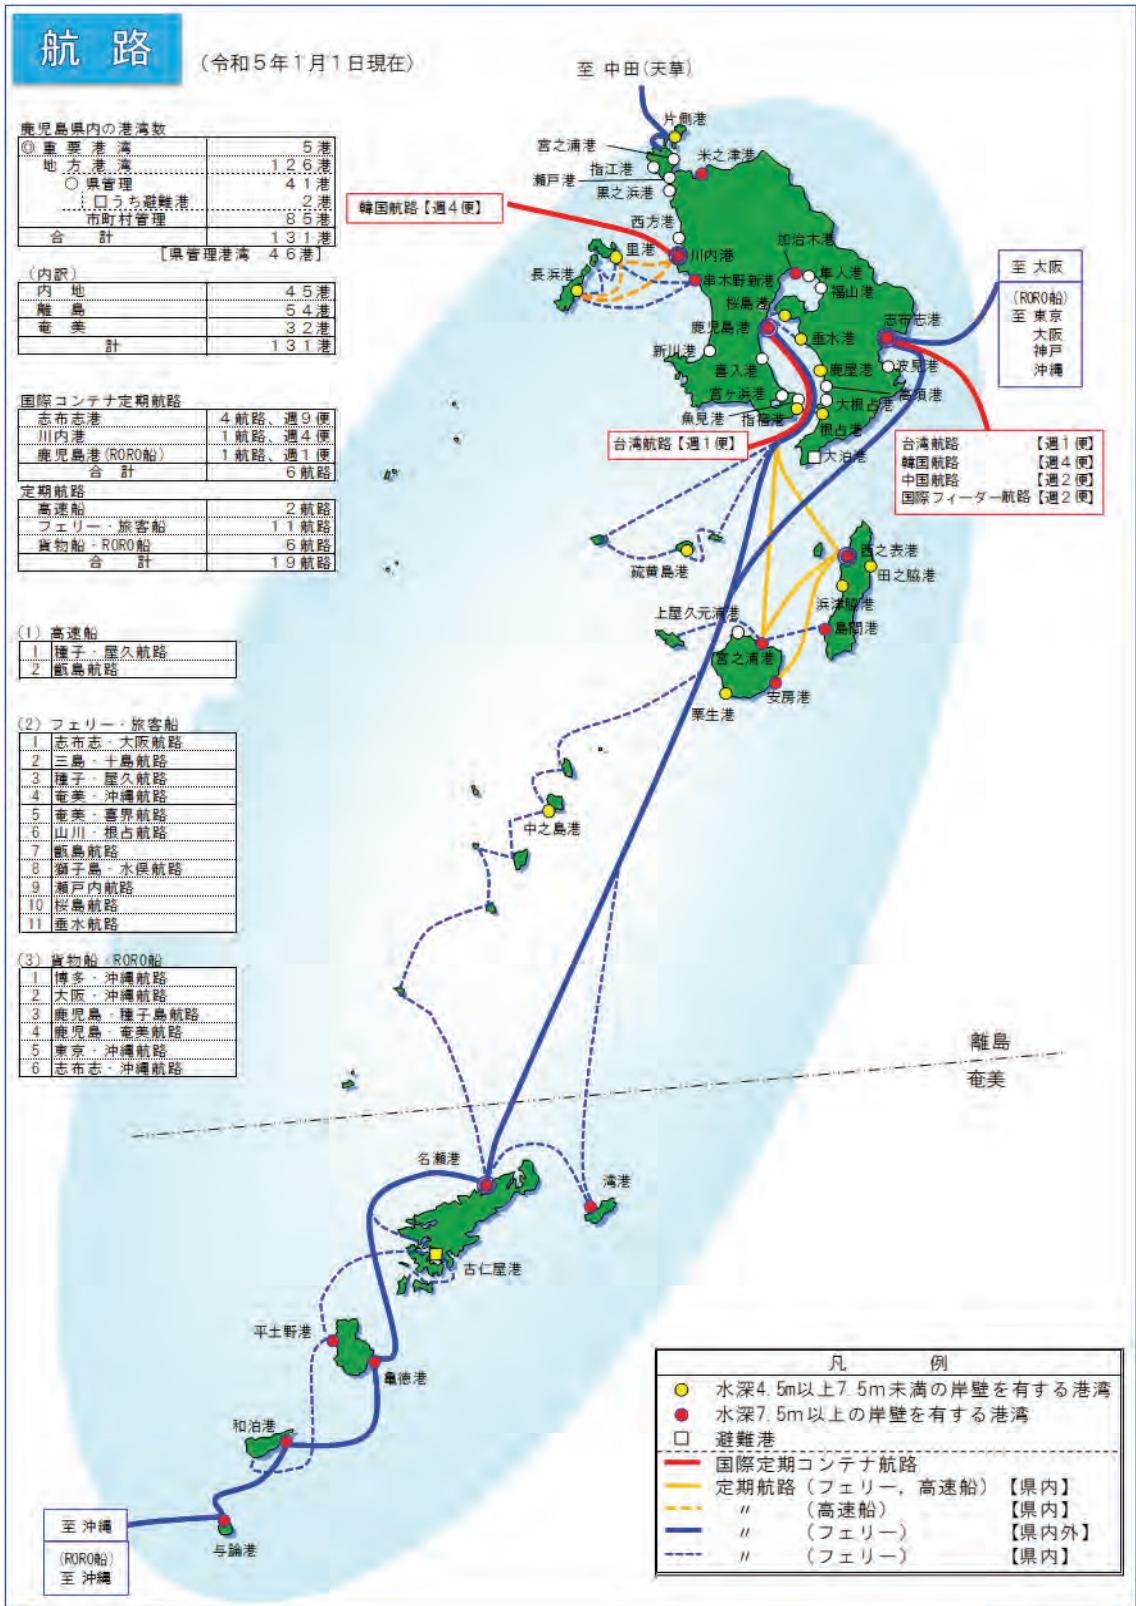 航 路
(令和5年1月1日現在)
鹿児島県内の港湾数
◎ 重 要 港 湾 5港
地 方 港 湾 126港
○ 県管理 41港
□うち避難港 2港
市町村管理 85港
合 計 131港
[県管理港湾 46港]
(内訳)
内 地 45港
離 島 54港
奄 美 32港
計 131港
国際コンテナ定期航路
志布志港 4航路、週9便
川内港 1航路、週4便
鹿児島港(RORO船) 1航路、週1便
合 計 6航路
定期航路
高速船 2航路
フェリー・旅客船 11航路
貨物船・RORO船 6航路
合 計 19航路
(1) 高速船
1 種子・屋久航路
2 甑島航路
(2) フェリー・旅客船
1 志布志・大阪航路
2 三島・十島航路
3 種子・屋久航路
4 奄美・沖縄航路
5 奄美・喜界航路
6 山川・根占航路
7 甑島航路
8 獅子島・水俣航路
9 瀬戸内航路
10 桜島航路
11 垂水航路
(3) 貨物船・RORO船
1 博多・沖縄航路
2 大阪・沖縄航路
3 鹿児島・種子島航路
4 鹿児島・奄美航路
5 東京・沖縄航路
6 志布志・沖縄航路
至 中田(天草)
片側港
宮之浦港
米之津港
指江港
瀬戸港
黒之浜港
韓国航路【週4便】
西方港
里港
川内港
加治木港
長浜港
串木野新港
隼人港
福山港
桜島港
鹿児島港
志布志港
垂水港
新川港
喜入港
鹿屋港
波見港
高須港
宮ヶ浜港
大根占港
魚見港
指宿港
根占港
大泊港
至 大阪
(RORO船)
至 東京
大阪
神戸
沖縄
台湾航路【週1便】
台湾航路 【週1便】
韓国航路 【週4便】
中国航路 【週2便】
国際フィーダー航路【週2便】
硫黄島港
西之表港
田之脇港
浜津脇港
上屋久元浦港
島間港
宮之浦港
安房港
栗生港
中之島港
離島
奄美
名瀬港
湾港
古仁屋港
平土野港
亀徳港
和泊港
与論港
至 沖縄
(RORO船)
至 沖縄
凡 例
水深4.5m以上7.5m未満の岸壁を有する港湾
水深7.5m以上の岸壁を有する港湾
□ 避難港
国際定期コンテナ航路
定期航路(フェリー,高速船)【県内】
〃 (高速船) 【県内】
〃 (フェリー) 【県内外】
〃 (フェリー) 【県内】